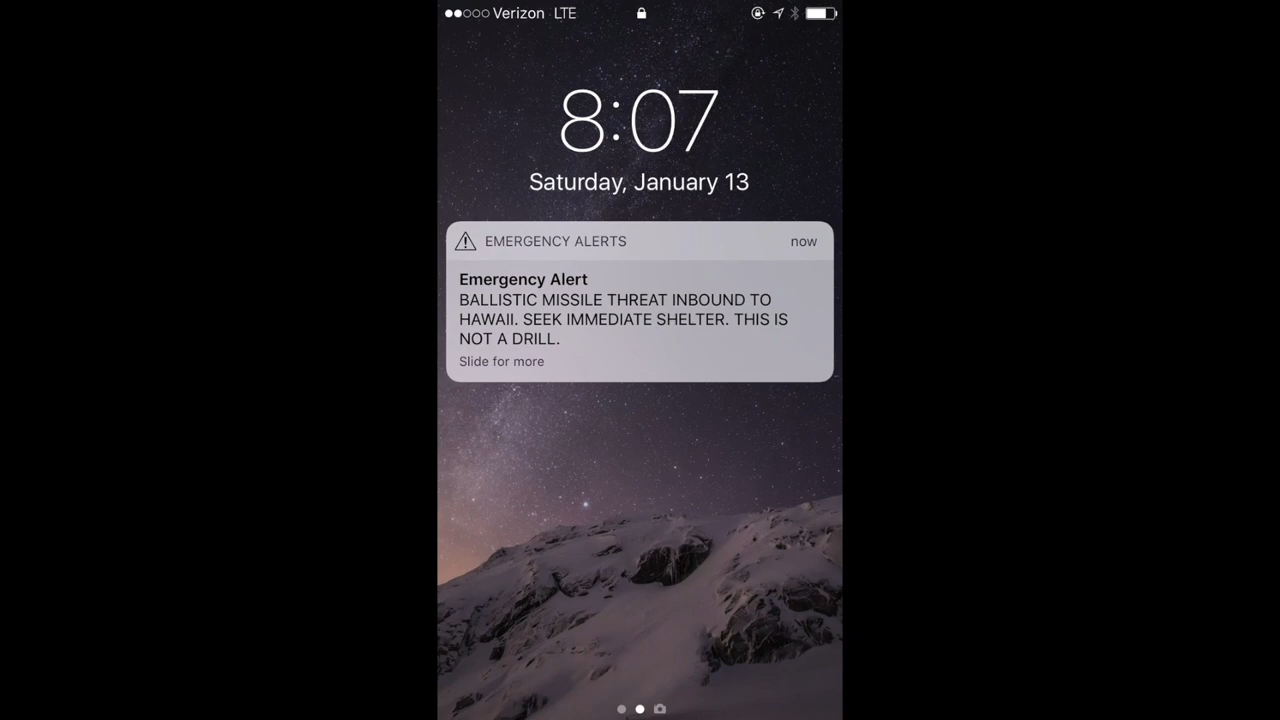 Verizon LTE
8:07
Saturday, January 13
EMERGENCY ALERTS now
Emergency Alert
BALLISTIC MISSILE THREAT INBOUND TO
HAWAII. SEEK IMMEDIATE SHELTER. THIS IS
NOT A DRILL.
Slide for more